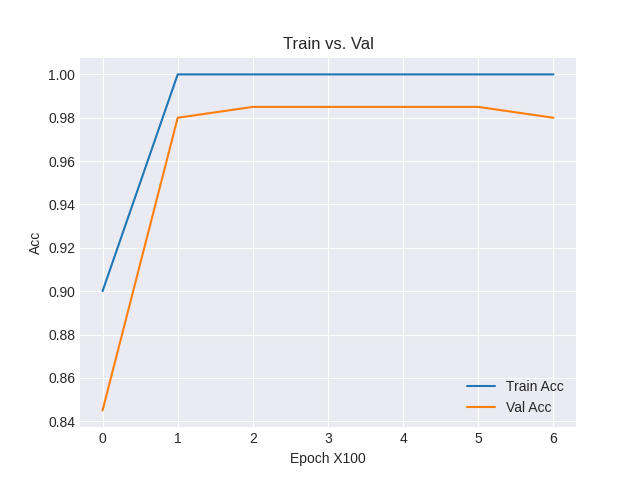 Train vs. Val
1.00
0.98
0.96
0.94
0.92
0.90
0.88
0.86
0.84
Acc
Train Acc
Val Acc
0 1 2 3 4 5 6
Epoch X100